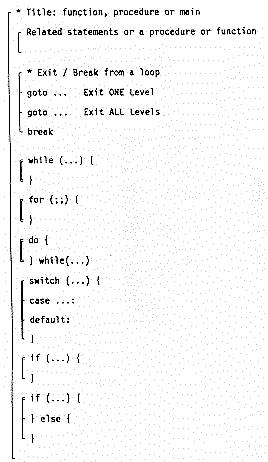 * Title: function, procedure or main
Related statements or a procedure or function
* Exit / Break from a loop
goto ... Exit ONE Level
goto ... Exit ALL Levels
break
while (...) {
}
for (;;) {
}
do {
} while(...)
switch (...) {
case ...:
default:
}
if (...) {
}
if (...) {
} else {
}